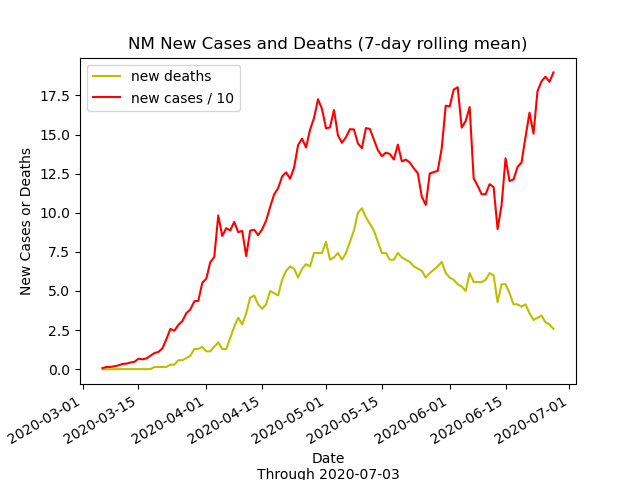 NM New Cases and Deaths (7-day rolling mean)
new deaths
new cases / 10
New Cases or Deaths
17.5
15.0
12.5
10.0
7.5
5.0
2.5
0.0
2020-03-01
2020-03-15
2020-04-01
2020-04-15
2020-05-01
2020-05-15
2020-06-01
2020-06-15
2020-07-01
Date
Through 2020-07-03